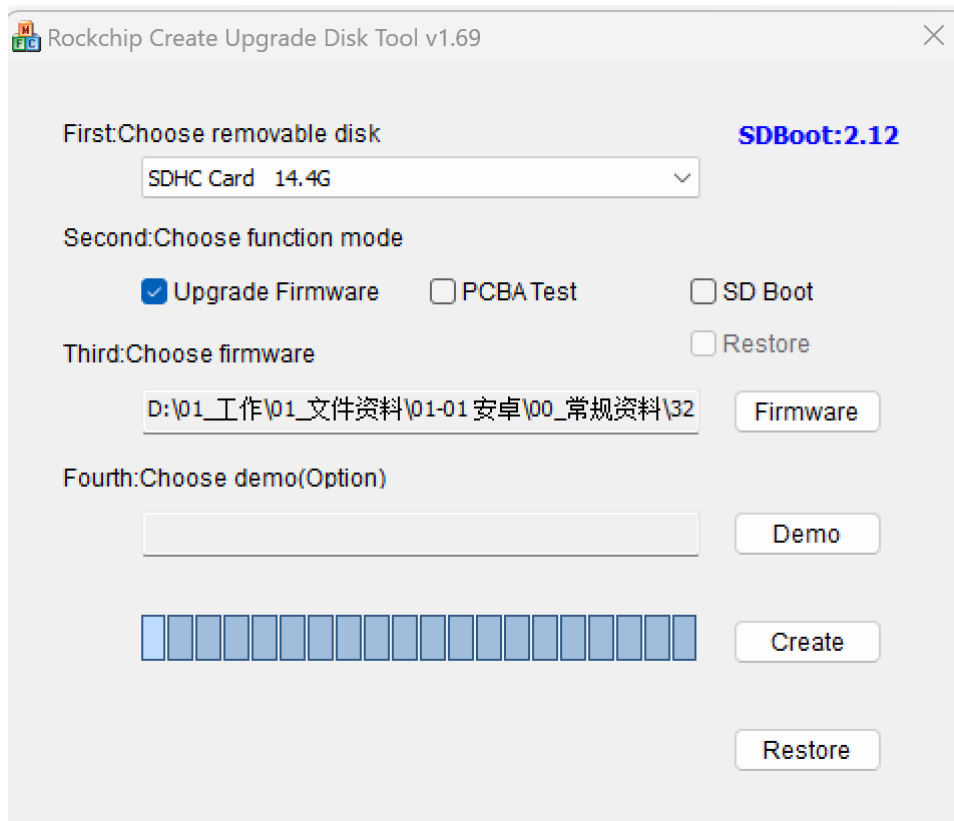 Rockchip Create Upgrade Disk Tool v1.69
First:Choose removable disk
SDBoot:2.12
SDHC Card 14.4G
Second:Choose function mode
Upgrade Firmware PCBA Test SD Boot
Restore
Third:Choose firmware
D:\01_工作\01_文件资料\01-01 安卓\00_常规资料\32
Firmware
Fourth:Choose demo(Option)
Demo
Create
Restore